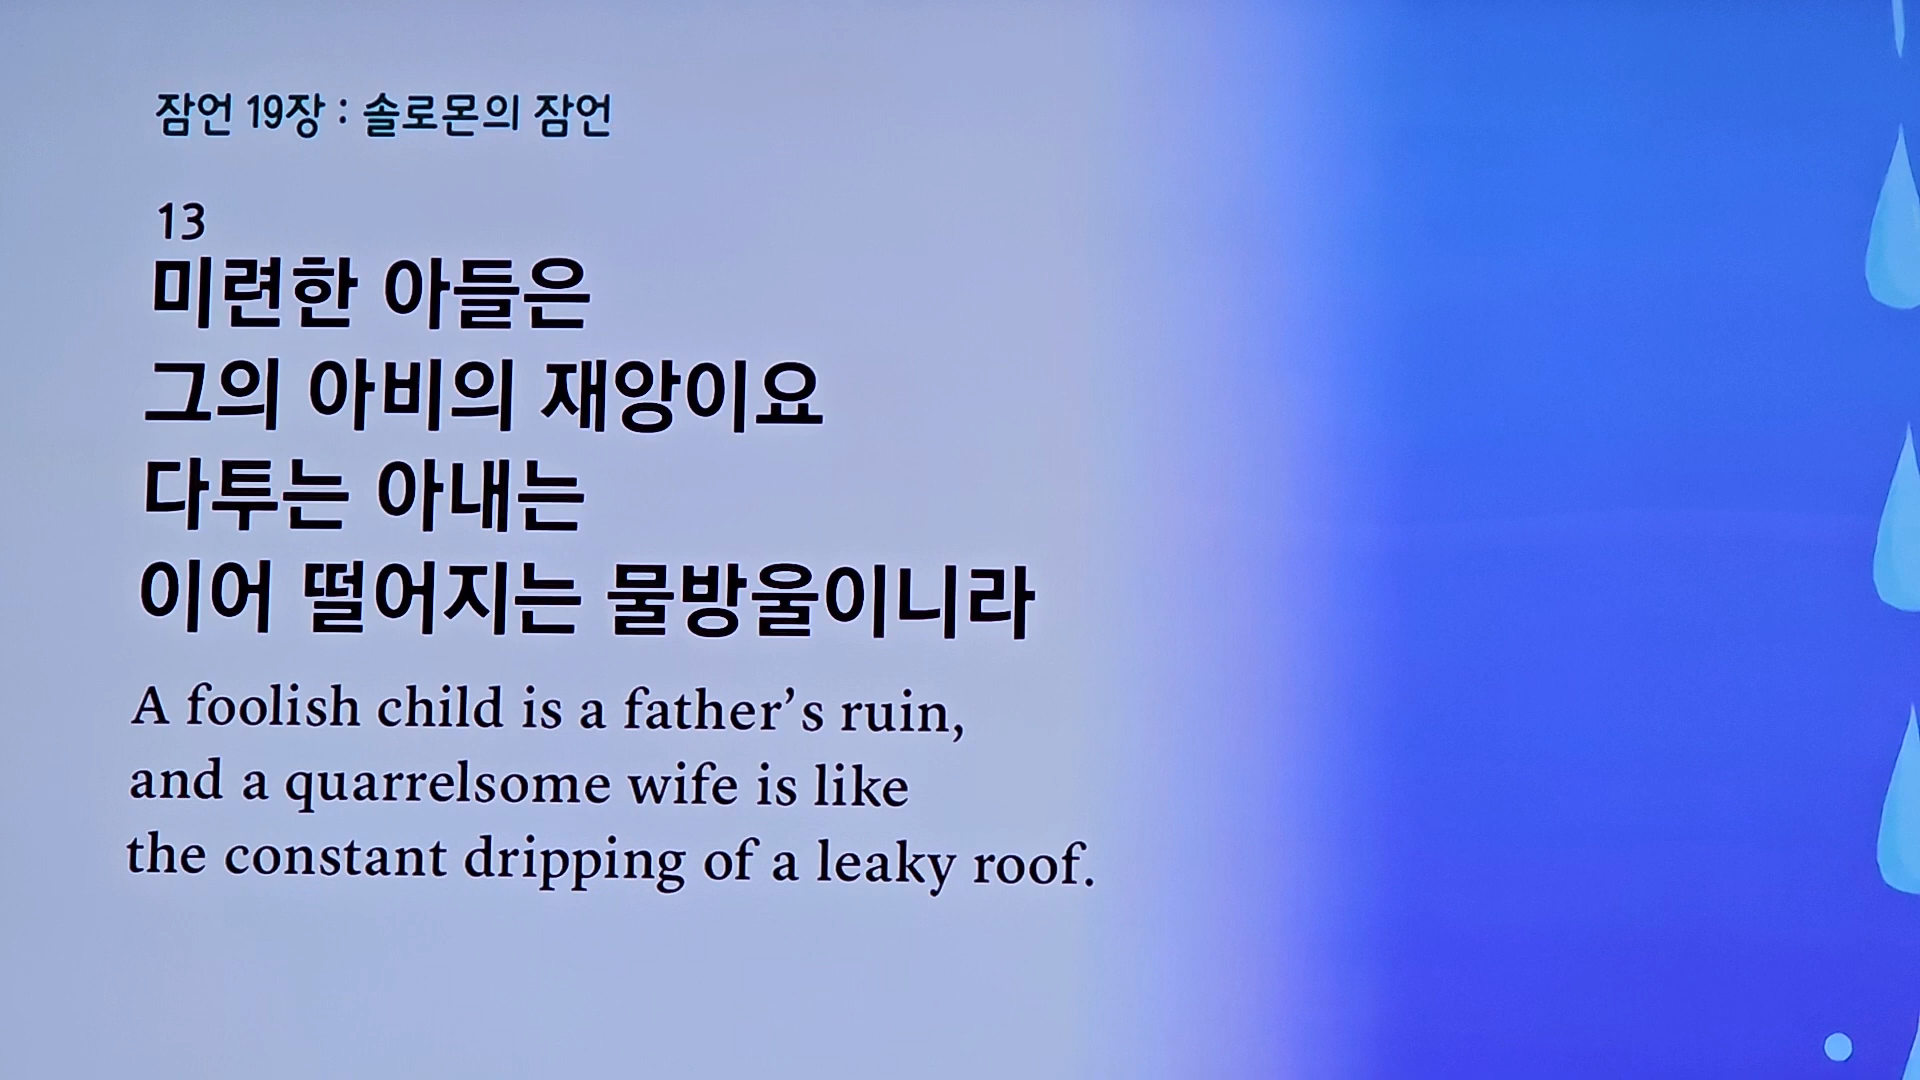 잠언 19장 : 솔로몬의 잠언
13
미련한 아들은
그의 아비의 재앙이요
다투는 아내는
이어 떨어지는 물방울이니라
A foolish child is a father’s ruin,
and a quarrelsome wife is like
the constant dripping of a leaky roof.